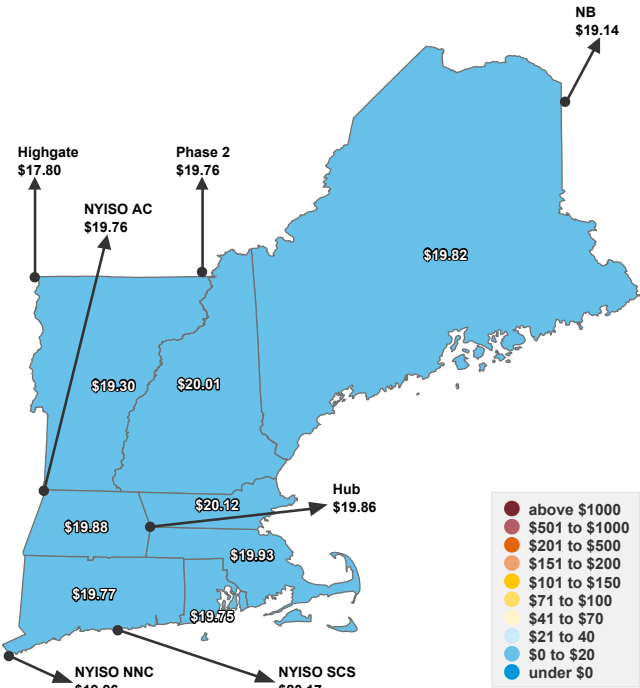 NB
$19.14
Highgate
$17.80
Phase 2
$19.76
NYISO AC
$19.76
$19.82
$19.30
$20.01
Hub
$19.86
$20.12
$19.88
$19.93
$19.77
$19.75
above $1000
$501 to $1000
$201 to $500
$151 to $200
$101 to $150
$71 to $100
$41 to $70
$21 to 40
$0 to $20
under $0
NYISO NNC
NYISO SCS